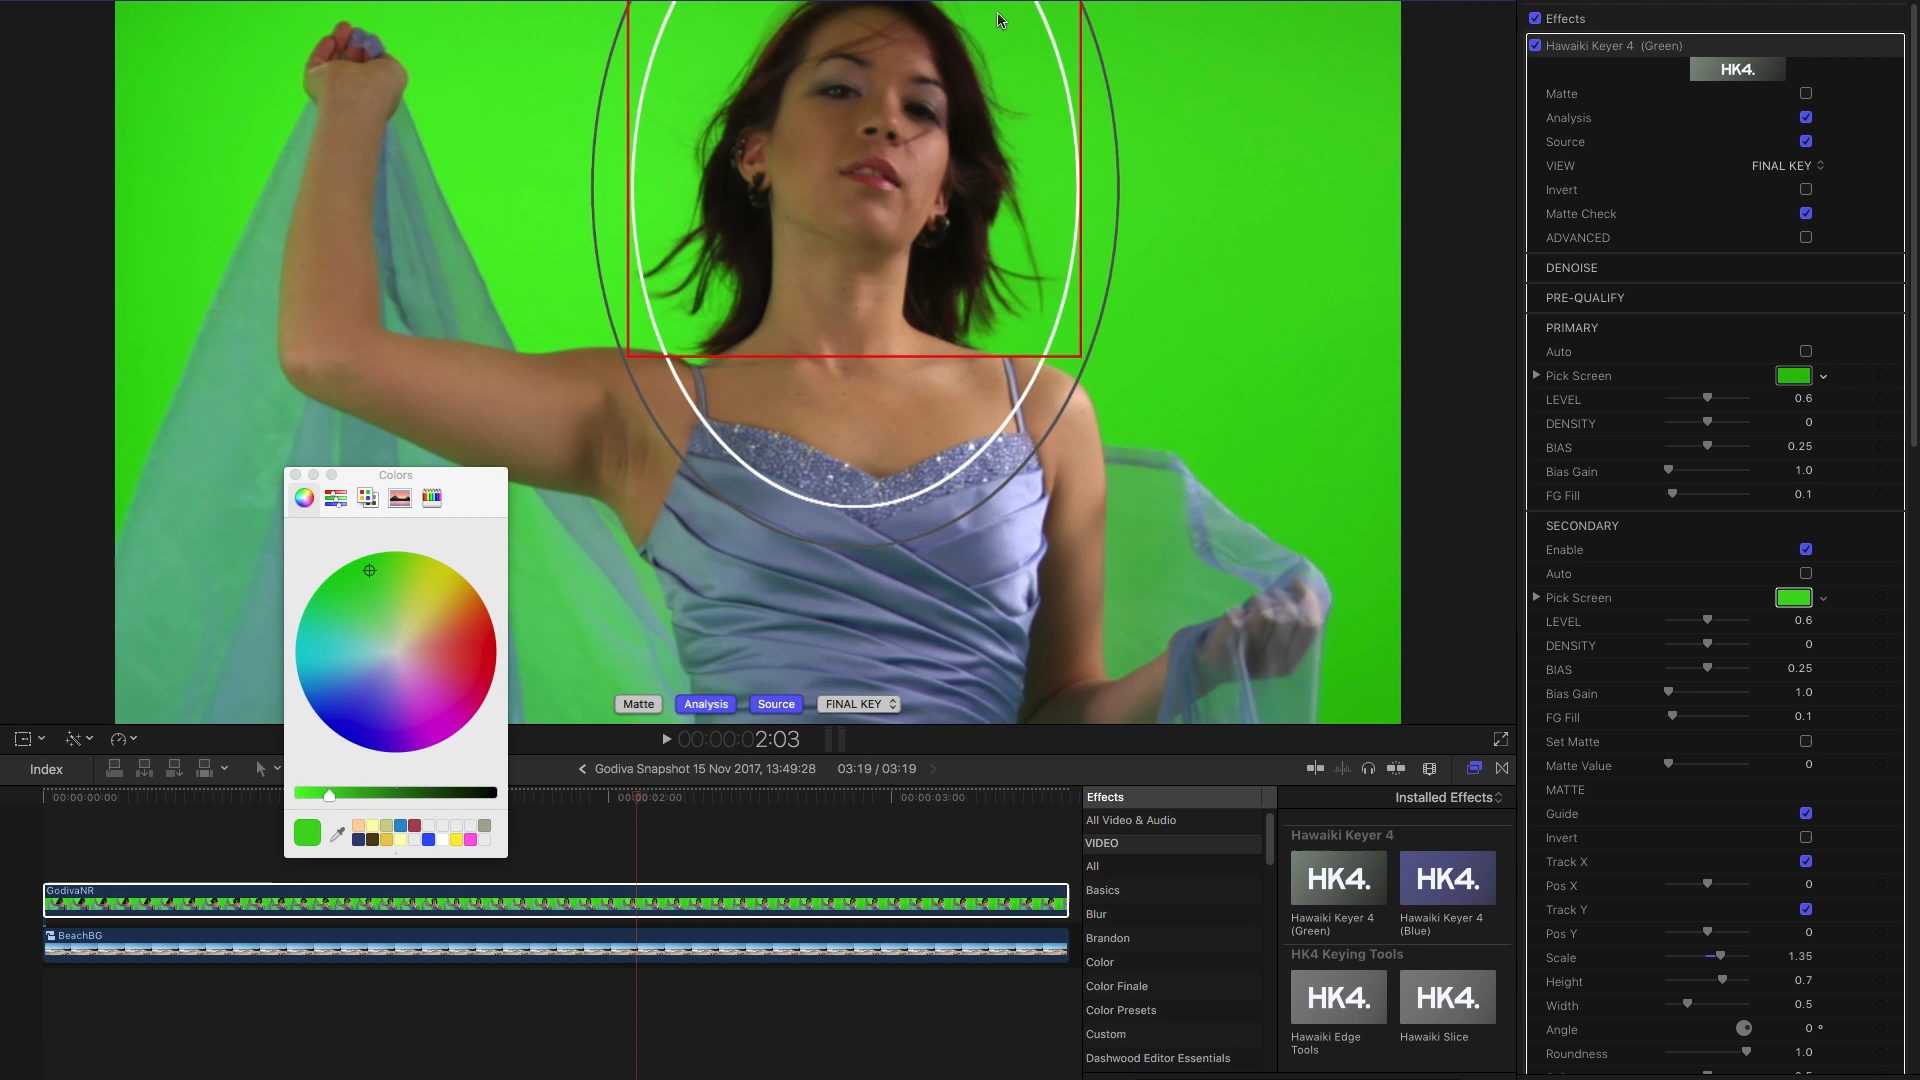 Effects
Hawaiki Keyer 4 (Green)
HK4.
Matte
Analysis
Source
VIEW FINAL KEY
Invert
Matte Check
ADVANCED
DENOISE
PRE-QUALIFY
PRIMARY
Auto
Pick Screen
LEVEL 0.6
DENSITY 0
BIAS 0.25
Bias Gain 1.0
FG Fill 0.1
SECONDARY
Enable
Auto
Pick Screen
LEVEL 0.6
DENSITY 0
BIAS 0.25
Bias Gain 1.0
FG Fill 0.1
Set Matte
Matte Value 0
MATTE
Guide
Invert
Track X
Pos X 0
Track Y
Pos Y 0
Scale 1.35
Height 0.7
Width 0.5
Angle 0 °
Roundness 1.0
Colors
Matte Analysis Source FINAL KEY
00:00:02:03
Index
Godiva Snapshot 15 Nov 2017, 13:49:28 03:19 / 03:19
00:00:00:00 00:00:02:00 00:00:03:00
GodivaNR
BeachBG
Effects
Installed Effects
All Video & Audio
VIDEO
All
Basics
Blur
Brandon
Color
Color Finale
Color Presets
Custom
Dashwood Editor Essentials
Hawaiki Keyer 4
HK4. HK4.
Hawaiki Keyer 4 (Green)
Hawaiki Keyer 4 (Blue)
HK4 Keying Tools
HK4. HK4.
Hawaiki Edge Tools
Hawaiki Slice